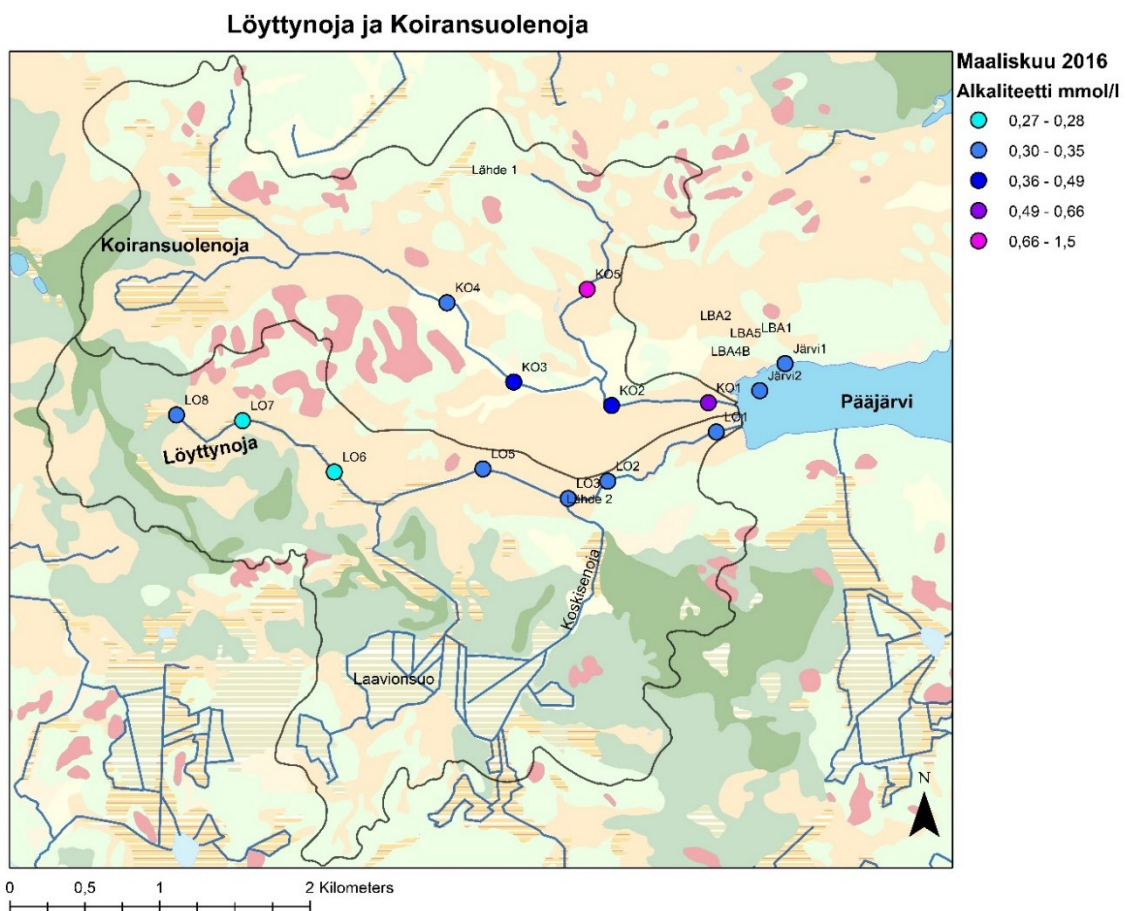 Löyttynoja ja Koiransuolenoja
Maaliskuu 2016
Alkaliteetti mmol/l
0,27 - 0,28
0,30 - 0,35
0,36 - 0,49
0,49 - 0,66
0,66 - 1,5
Lähde 1
Koiransuolenoja
KO5
KO4
LBA2
LBA5
LBA1
LBA4B
Järvi1
KO3
Järvi2
KO2
KO1
Pääjärvi
LO8
LO7
LO1
Löyttynoja
LO6
LO5
LO2
LO3
Lähde 2
Koskisenoja
Laavionsuo
N
0 0,5 1 2 Kilometers